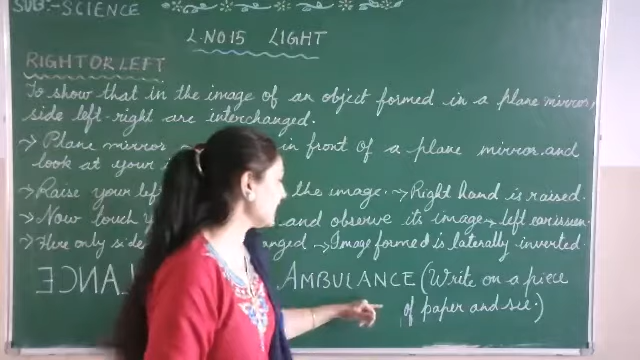 SUB:- SCIENCE
L.NO 15 LIGHT
RIGHT OR LEFT
To show that in the image of an object formed in a plane mirror,
side left-right are interchanged.
→ Plane mirror in front of a plane mirror and
look at your
→ Raise your left the image. → Right hand is raised.
→ Now touch and observe its image → left ear is seen.
→ Here only side changed → Image formed is laterally inverted.
AMBULANCE (Write on a piece
of paper and see.)